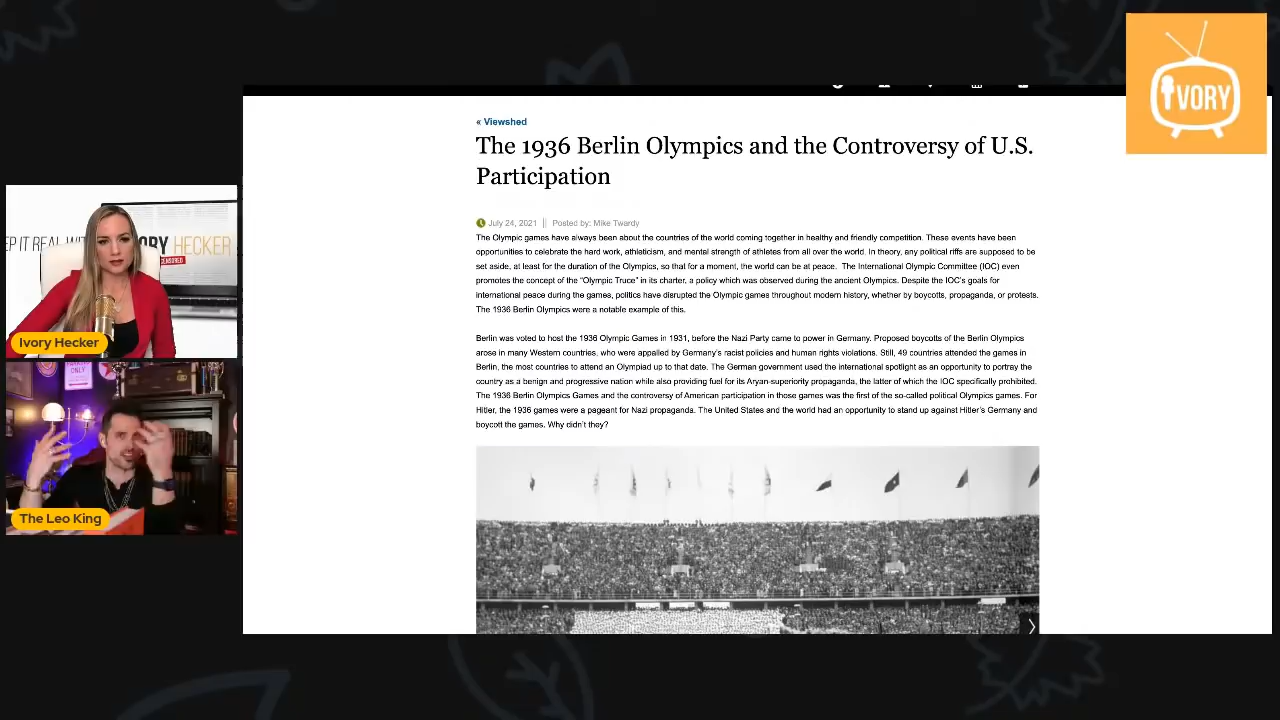 IVORY
« Viewshed
The 1936 Berlin Olympics and the Controversy of U.S.
Participation
July 24, 2021 || Posted by: Mike Twardy
The Olympic games have always been about the countries of the world coming together in healthy and friendly competition. These events have been
opportunities to celebrate the hard work, athleticism, and mental strength of athletes from all over the world. In theory, any political riffs are supposed to be
set aside, at least for the duration of the Olympics, so that for a moment, the world can be at peace. The International Olympic Committee (IOC) even
promotes the concept of the “Olympic Truce” in its charter, a policy which was observed during the ancient Olympics. Despite the IOC's goals for
international peace during the games, politics have disrupted the Olympic games throughout modern history, whether by boycotts, propaganda, or protests.
The 1936 Berlin Olympics were a notable example of this.
Berlin was voted to host the 1936 Olympic Games in 1931, before the Nazi Party came to power in Germany. Proposed boycotts of the Berlin Olympics
arose in many Western countries, who were appalled by Germany's racist policies and human rights violations. Still, 49 countries attended the games in
Berlin, the most countries to attend an Olympiad up to that date. The German government used the international spotlight as an opportunity to portray the
country as a benign and progressive nation while also providing fuel for its Aryan-superiority propaganda, the latter of which the IOC specifically prohibited.
The 1936 Berlin Olympics Games and the controversy of American participation in those games was the first of the so-called political Olympics games. For
Hitler, the 1936 games were a pageant for Nazi propaganda. The United States and the world had an opportunity to stand up against Hitler's Germany and
boycott the games. Why didn't they?
EP IT REAL WIT VORY HECKER
CENSORED
Ivory Hecker
PARKING
ONLY
The Leo King